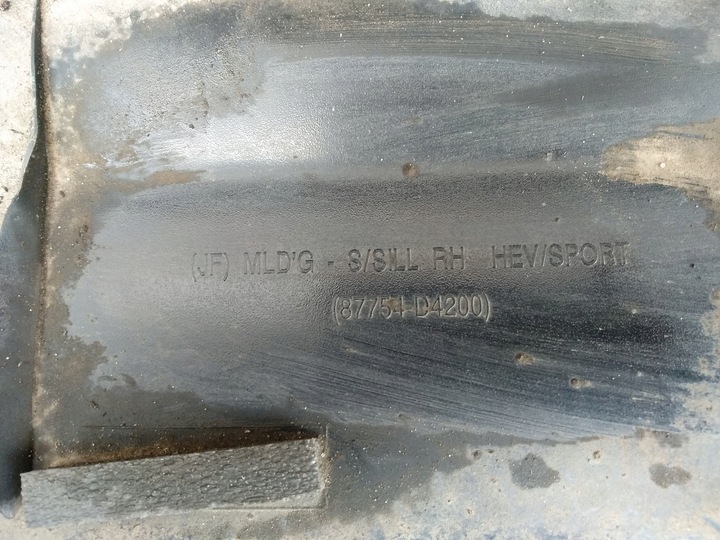 (JF) MLD'G - S/SILL RH HEV/SPORT
(87754-D4200)